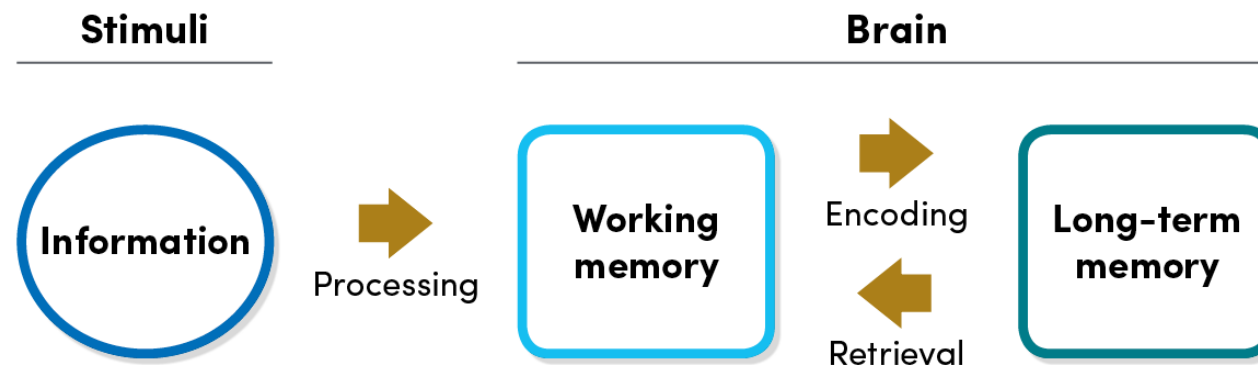 Stimuli
Brain
Information
Processing
Working
memory
Encoding
Retrieval
Long-term
memory